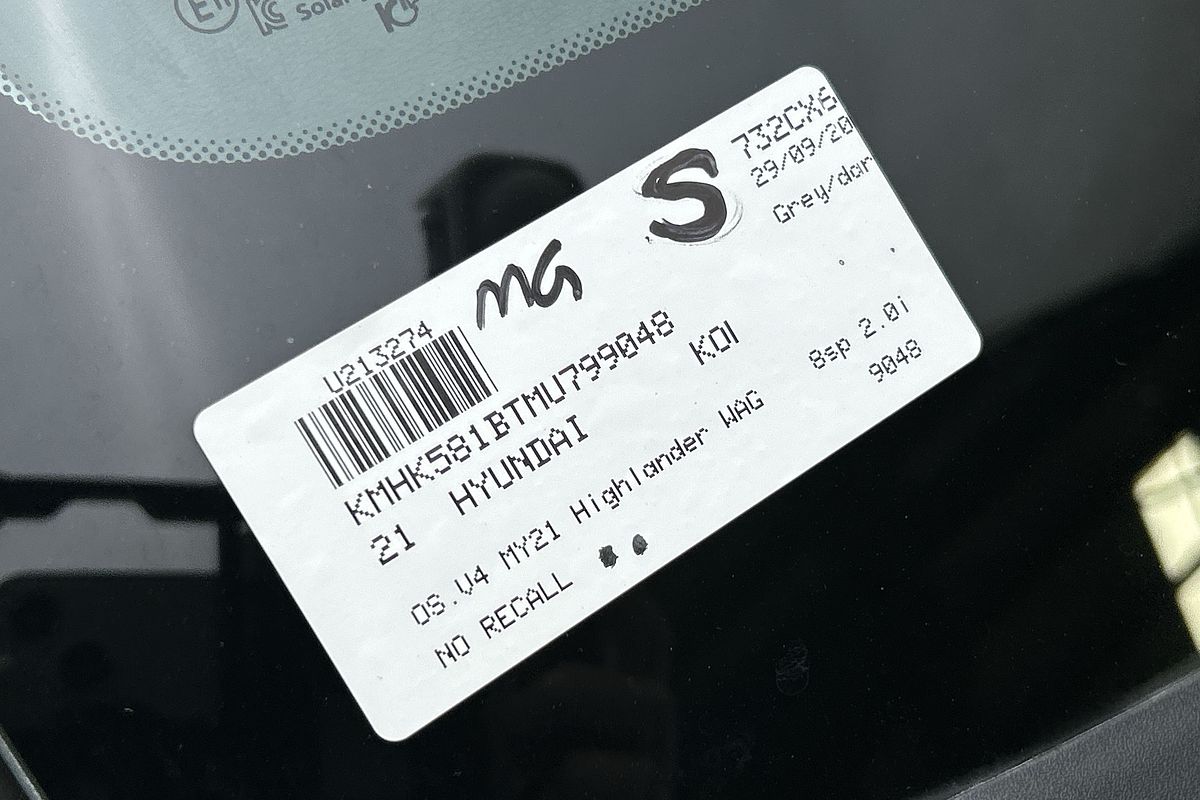 Solar
732CX6
29/09/20
Grey/dar
S
MG
U213274
KMHK581BTMU799048
21 HYUNDAI KOI
OS.V4 MY21 Highlander WAG 8sp 2.0i
NO RECALL 9048